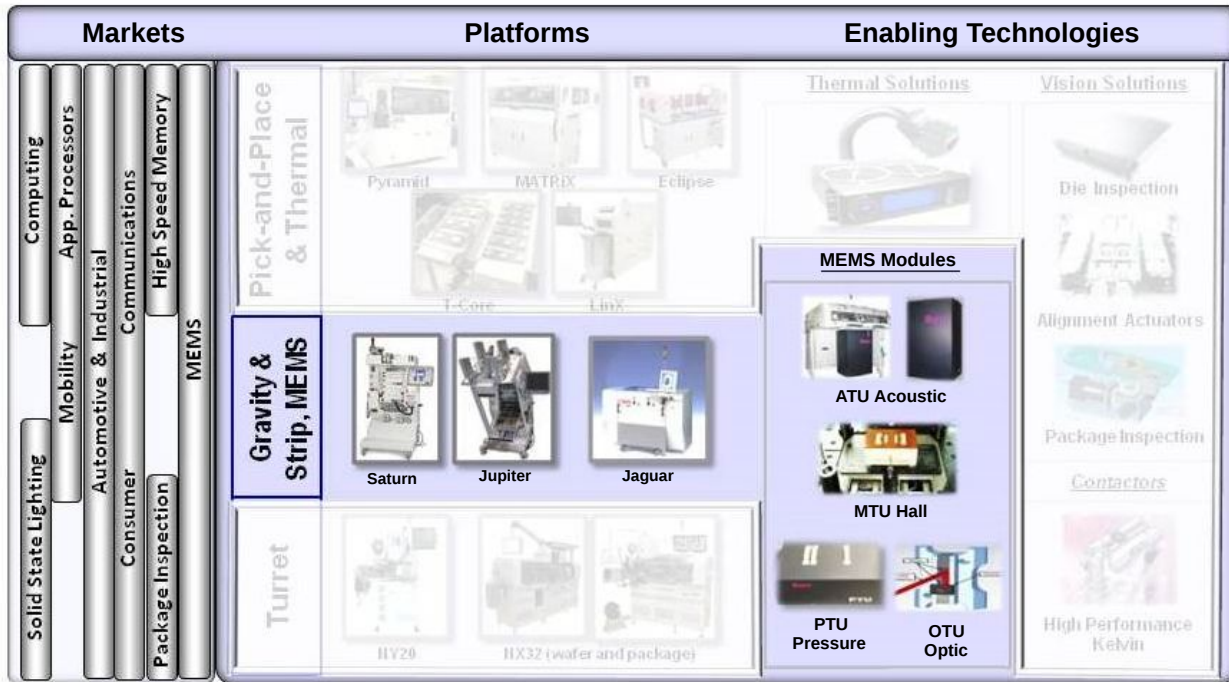 Markets
Platforms
Enabling Technologies
Computing
Solid State Lighting
App. Processors
Mobility
Automotive & Industrial
Communications
Consumer
High Speed Memory
Package Inspection
MEMS
Pick-and-Place
& Thermal
Pyramid
MATRiX
Eclipse
T-Core
LinX
Gravity &
Strip, MEMS
Saturn
Jupiter
Jaguar
Turret
NY20
NX32 (wafer and package)
Thermal Solutions
MEMS Modules
ATU Acoustic
MTU Hall
PTU
Pressure
OTU
Optic
Vision Solutions
Die Inspection
Alignment Actuators
Package Inspection
Contactors
High Performance
Kelvin